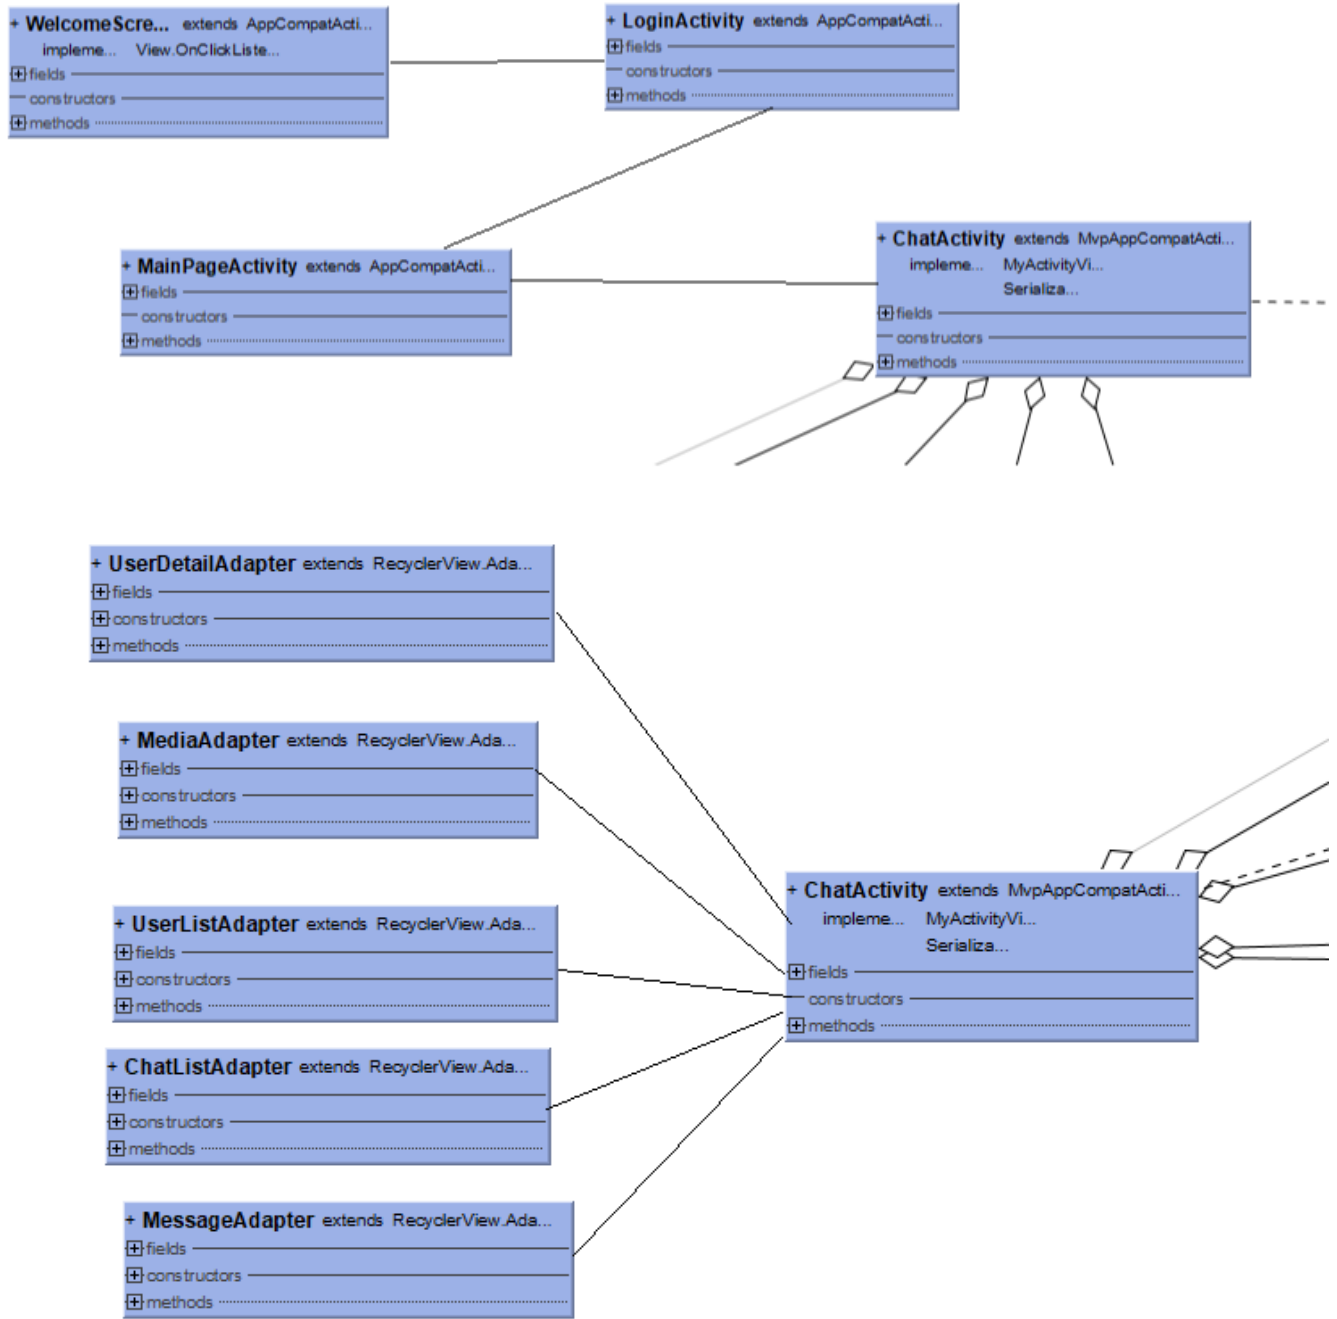 + WelcomeScre... extends AppCompatActi...
impleme... View.OnClickListe...
+ fields
constructors
+ methods
+ LoginActivity extends AppCompatActi...
+ fields
constructors
+ methods
+ MainPageActivity extends AppCompatActi...
+ fields
constructors
+ methods
+ ChatActivity extends MvpAppCompatActi...
impleme... MyActivityVi...
Serializa...
+ fields
constructors
+ methods
+ UserDetailAdapter extends RecyclerView.Ada...
+ fields
+ constructors
+ methods
+ MediaAdapter extends RecyclerView.Ada...
+ fields
+ constructors
+ methods
+ UserListAdapter extends RecyclerView.Ada...
+ fields
+ constructors
+ methods
+ ChatListAdapter extends RecyclerView.Ada...
+ fields
+ constructors
+ methods
+ MessageAdapter extends RecyclerView.Ada...
+ fields
+ constructors
+ methods
+ ChatActivity extends MvpAppCompatActi...
impleme... MyActivityVi...
Serializa...
+ fields
constructors
+ methods